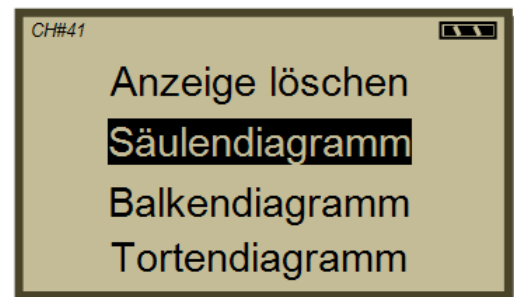 CH#41
Anzeige löschen
Säulendiagramm
Balkendiagramm
Tortendiagramm